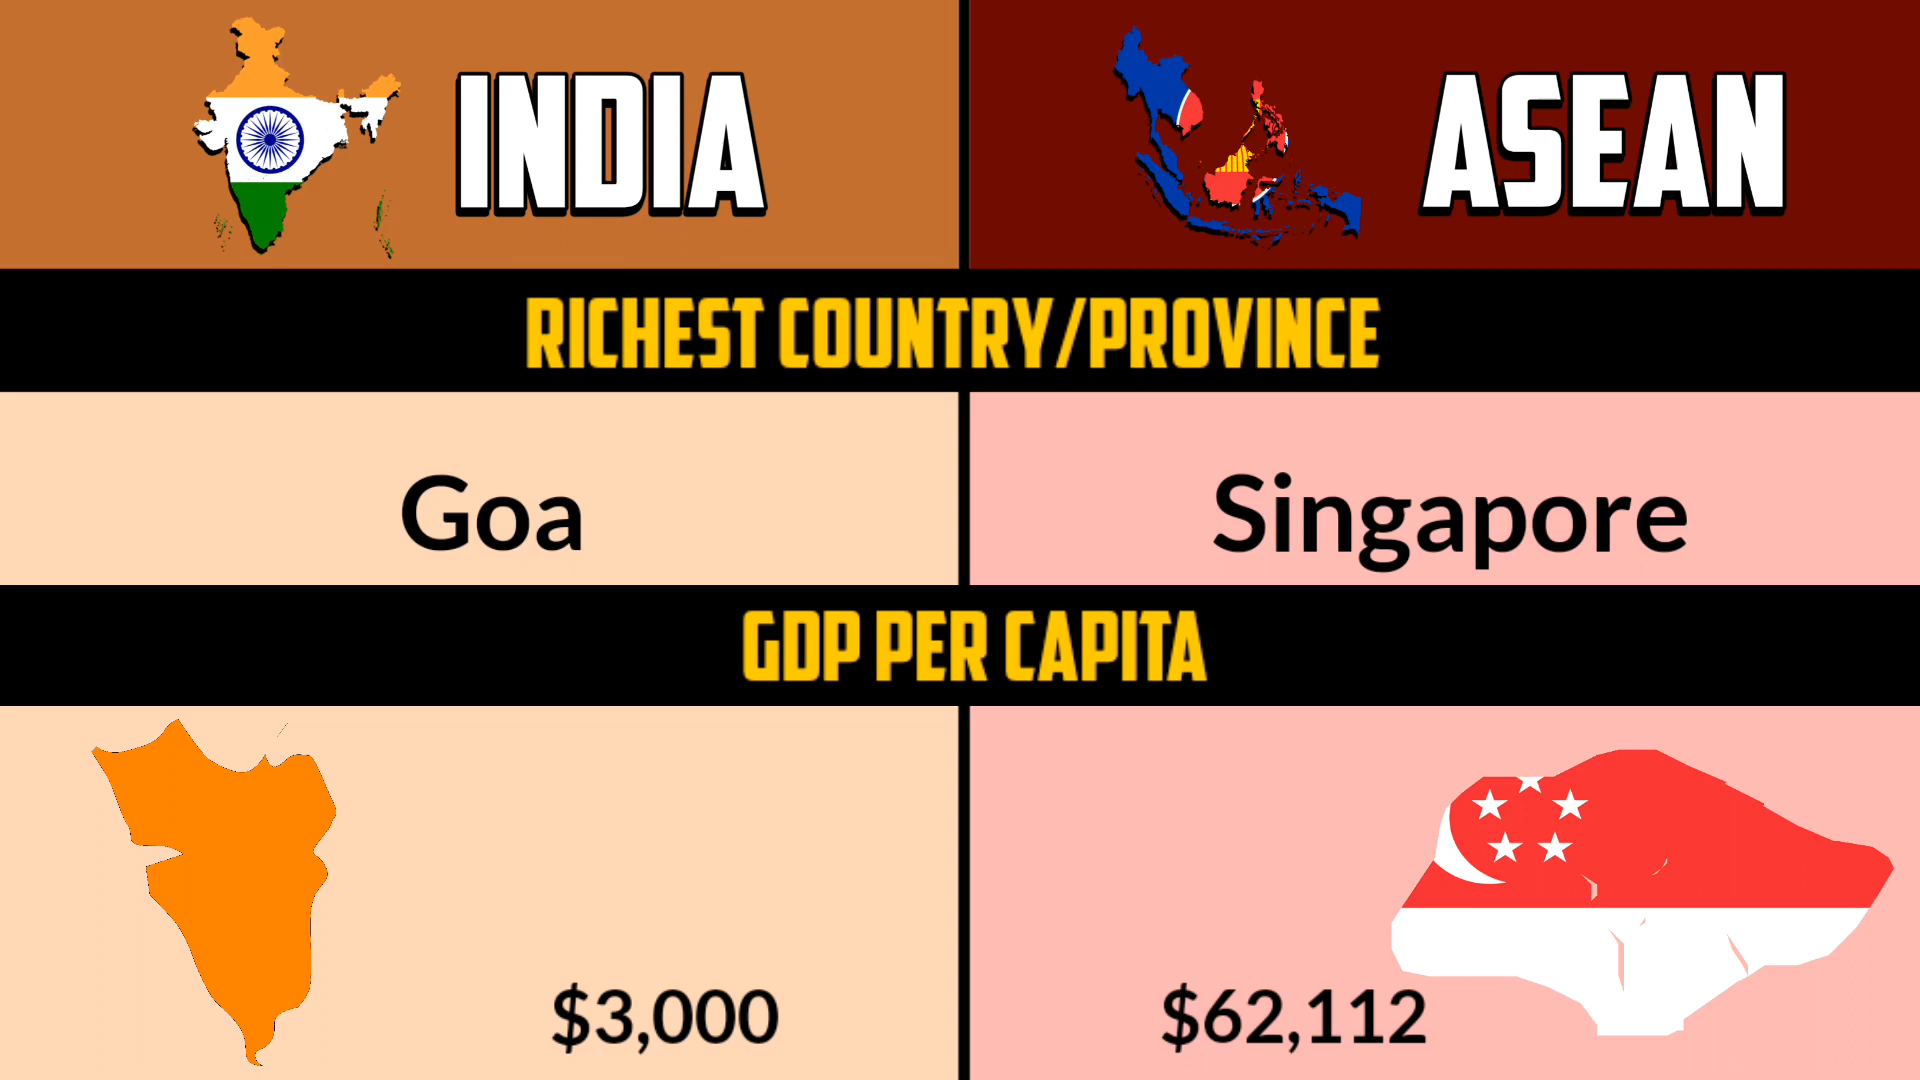 INDIA
ASEAN
RICHEST COUNTRY/PROVINCE
Goa
Singapore
GDP PER CAPITA
$3,000
$62,112